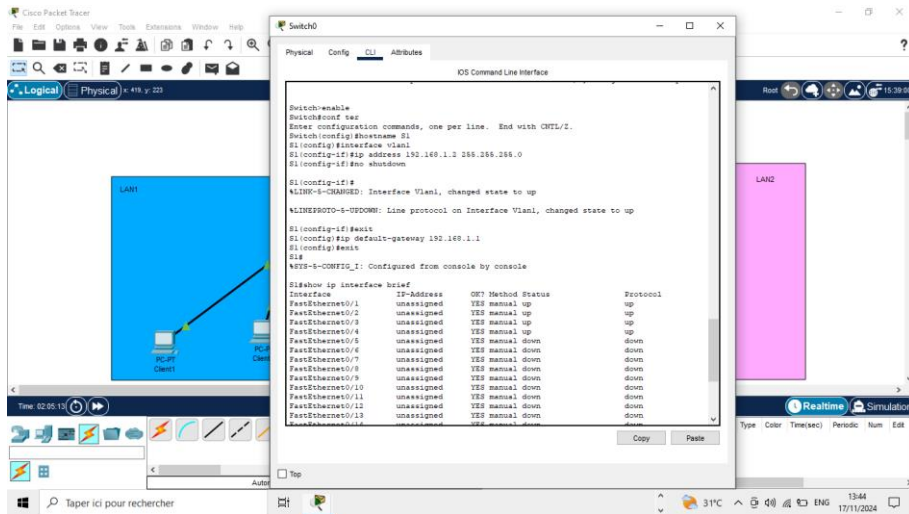 Cisco Packet Tracer
File Edit Options View Tools Extensions Window Help
Switch0
Physical Config CLI Attributes
IOS Command Line Interface
Logical Physical x: 419, y: 223
Root 15:39:0
Switch>enable
Switch#conf ter
Enter configuration commands, one per line. End with CNTL/Z.
Switch(config)#hostname S1
S1(config)#interface vlan1
S1(config-if)#ip address 192.168.1.2 255.255.255.0
S1(config-if)#no shutdown
S1(config-if)#
%LINK-5-CHANGED: Interface Vlan1, changed state to up
%LINEPROTO-5-UPDOWN: Line protocol on Interface Vlan1, changed state to up
S1(config-if)#exit
S1(config)#ip default-gateway 192.168.1.1
S1(config)#exit
S1#
%SYS-5-CONFIG_I: Configured from console by console
S1#show ip interface brief
Interface IP-Address OK? Method Status Protocol
FastEthernet0/1 unassigned YES manual up up
FastEthernet0/2 unassigned YES manual up up
FastEthernet0/3 unassigned YES manual up up
FastEthernet0/4 unassigned YES manual up up
FastEthernet0/5 unassigned YES manual down down
FastEthernet0/6 unassigned YES manual down down
FastEthernet0/7 unassigned YES manual down down
FastEthernet0/8 unassigned YES manual down down
FastEthernet0/9 unassigned YES manual down down
FastEthernet0/10 unassigned YES manual down down
FastEthernet0/11 unassigned YES manual down down
FastEthernet0/12 unassigned YES manual down down
FastEthernet0/13 unassigned YES manual down down
FastEthernet0/14 unassigned YES manual down down
Copy Paste
Top
LAN1
PC-PT
Client1
PC-P
Client
LAN2
Time: 02:05:13
Realtime Simulation
Type Color Time(sec) Periodic Num Edit
Auto
Taper ici pour rechercher
31°C ENG 13:44
17/11/2024